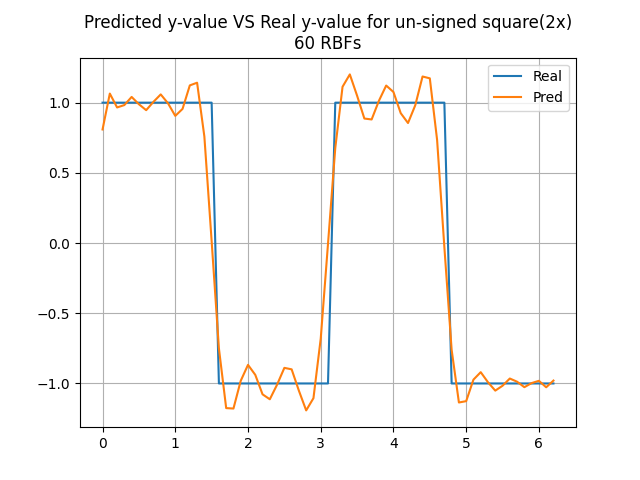 Predicted y-value VS Real y-value for un-signed square(2x)
60 RBFs
Real
Pred
1.0
0.5
0.0
−0.5
−1.0
0 1 2 3 4 5 6